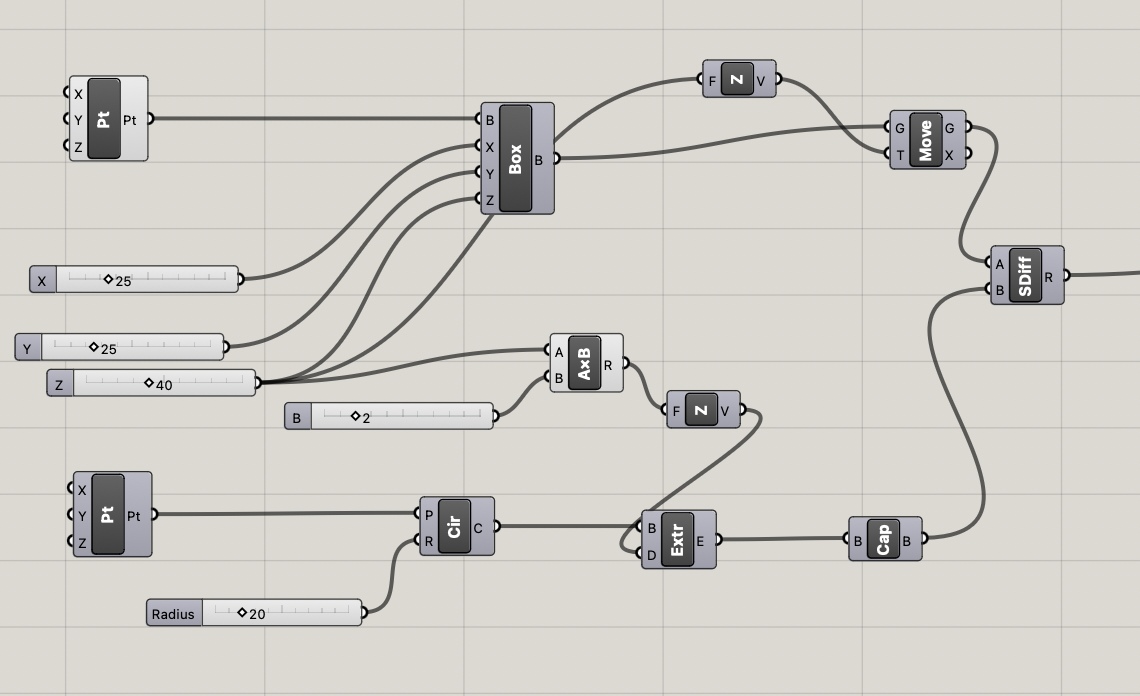 X
Y
Z
Pt
Pt
B
X
Y
Z
Box
B
F
Z
V
G
T
Move
G
X
X
25
Y
25
Z
40
A
B
SDiff
R
A
B
AxB
R
B
2
F
Z
V
X
Y
Z
Pt
Pt
P
R
Cir
C
B
D
Extr
E
B
Cap
B
Radius
20